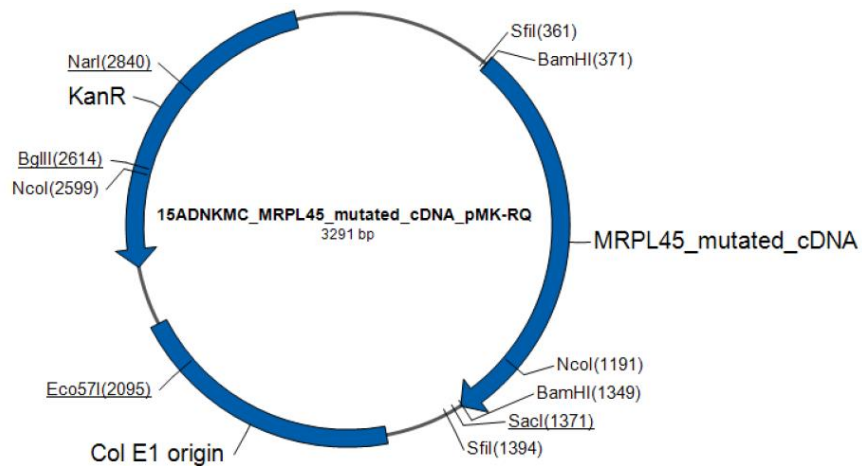 SfiI(361)
BamHI(371)
NarI(2840)
KanR
BglII(2614)
NcoI(2599)
15ADNKMC_MRPL45_mutated_cDNA_pMK-RQ
3291 bp
MRPL45_mutated_cDNA
NcoI(1191)
BamHI(1349)
SacI(1371)
SfiI(1394)
Eco57I(2095)
Col E1 origin